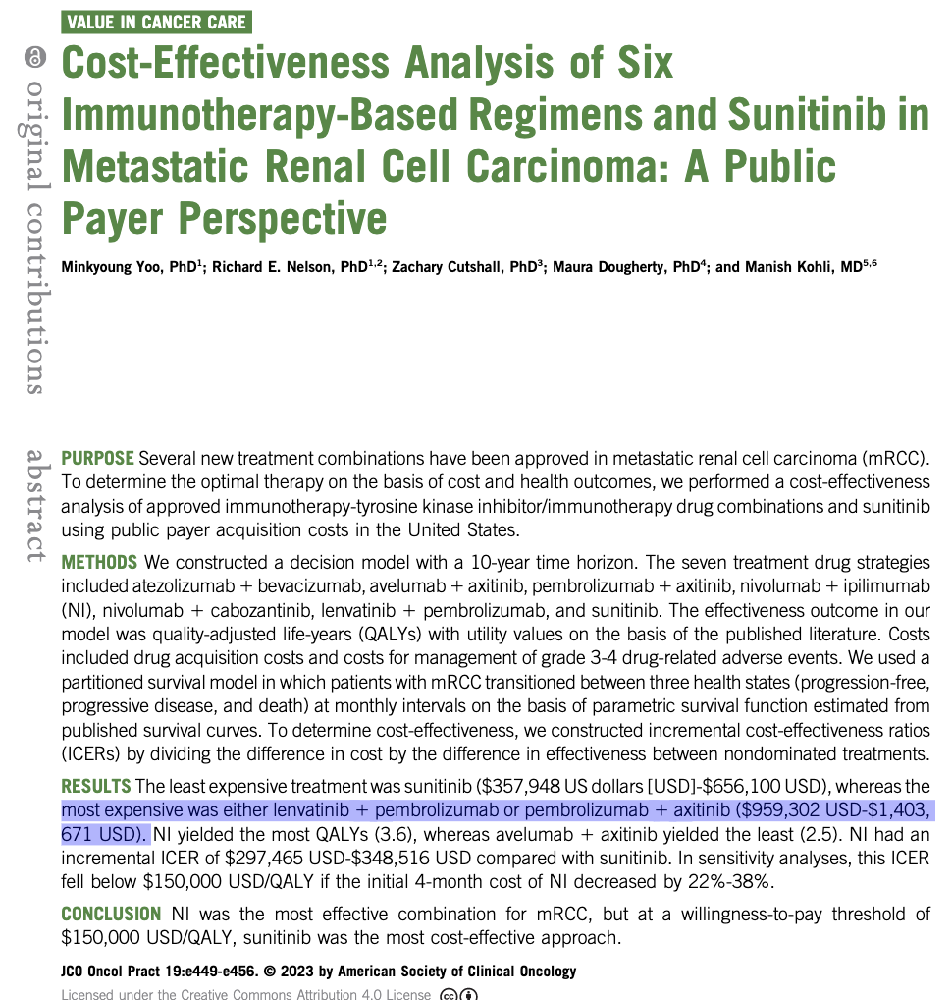 VALUE IN CANCER CARE
Cost-Effectiveness Analysis of Six
Immunotherapy-Based Regimens and Sunitinib in
Metastatic Renal Cell Carcinoma: A Public
Payer Perspective
Minkyoung Yoo, PhD1; Richard E. Nelson, PhD1,2; Zachary Cutshall, PhD3; Maura Dougherty, PhD4; and Manish Kohli, MD5,6
original contributions
abstract
PURPOSE Several new treatment combinations have been approved in metastatic renal cell carcinoma (mRCC).
To determine the optimal therapy on the basis of cost and health outcomes, we performed a cost-effectiveness
analysis of approved immunotherapy-tyrosine kinase inhibitor/immunotherapy drug combinations and sunitinib
using public payer acquisition costs in the United States.
METHODS We constructed a decision model with a 10-year time horizon. The seven treatment drug strategies
included atezolizumab + bevacizumab, avelumab + axitinib, pembrolizumab + axitinib, nivolumab + ipilimumab
(NI), nivolumab + cabozantinib, lenvatinib + pembrolizumab, and sunitinib. The effectiveness outcome in our
model was quality-adjusted life-years (QALYs) with utility values on the basis of the published literature. Costs
included drug acquisition costs and costs for management of grade 3-4 drug-related adverse events. We used a
partitioned survival model in which patients with mRCC transitioned between three health states (progression-free,
progressive disease, and death) at monthly intervals on the basis of parametric survival function estimated from
published survival curves. To determine cost-effectiveness, we constructed incremental cost-effectiveness ratios
(ICERs) by dividing the difference in cost by the difference in effectiveness between nondominated treatments.
RESULTS The least expensive treatment was sunitinib ($357,948 US dollars [USD]-$656,100 USD), whereas the
most expensive was either lenvatinib + pembrolizumab or pembrolizumab + axitinib ($959,302 USD-$1,403,
671 USD). NI yielded the most QALYs (3.6), whereas avelumab + axitinib yielded the least (2.5). NI had an
incremental ICER of $297,465 USD-$348,516 USD compared with sunitinib. In sensitivity analyses, this ICER
fell below $150,000 USD/QALY if the initial 4-month cost of NI decreased by 22%-38%.
CONCLUSION NI was the most effective combination for mRCC, but at a willingness-to-pay threshold of
$150,000 USD/QALY, sunitinib was the most cost-effective approach.
JCO Oncol Pract 19:e449-e456. © 2023 by American Society of Clinical Oncology
Licensed under the Creative Commons Attribution 4.0 License